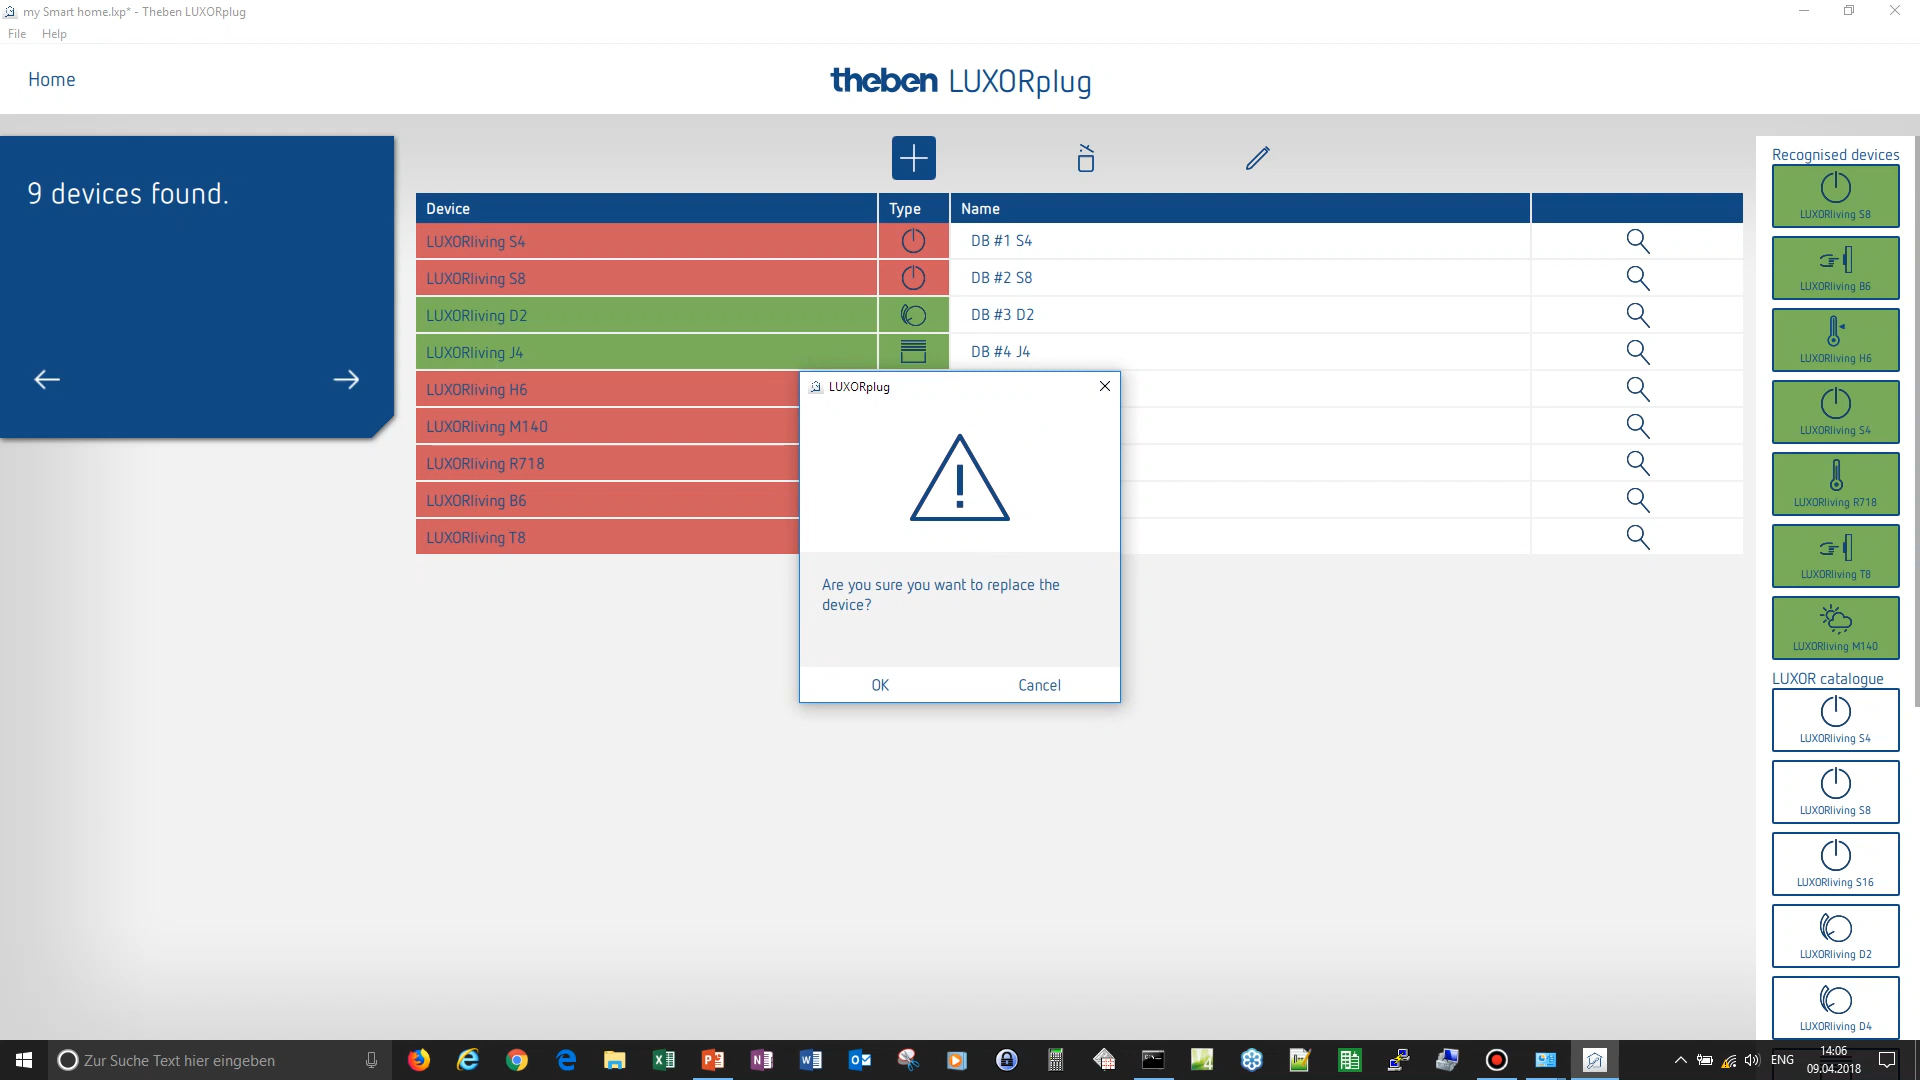 my Smart home.lxp* - Theben LUXORplug
File Help
Home
theben LUXORplug
9 devices found.
Device Type Name
LUXORliving S4 DB #1 S4
LUXORliving S8 DB #2 S8
LUXORliving D2 DB #3 D2
LUXORliving J4 DB #4 J4
LUXORliving H6
LUXORliving M140
LUXORliving R718
LUXORliving B6
LUXORliving T8
LUXORplug
Are you sure you want to replace the
device?
OK Cancel
Recognised devices
LUXORliving S8
LUXORliving B6
LUXORliving H6
LUXORliving S4
LUXORliving R718
LUXORliving T8
LUXORliving M140
LUXOR catalogue
LUXORliving S4
LUXORliving S8
LUXORliving S16
LUXORliving D2
LUXORliving D4
Zur Suche Text hier eingeben
ENG
14:06
09.04.2018